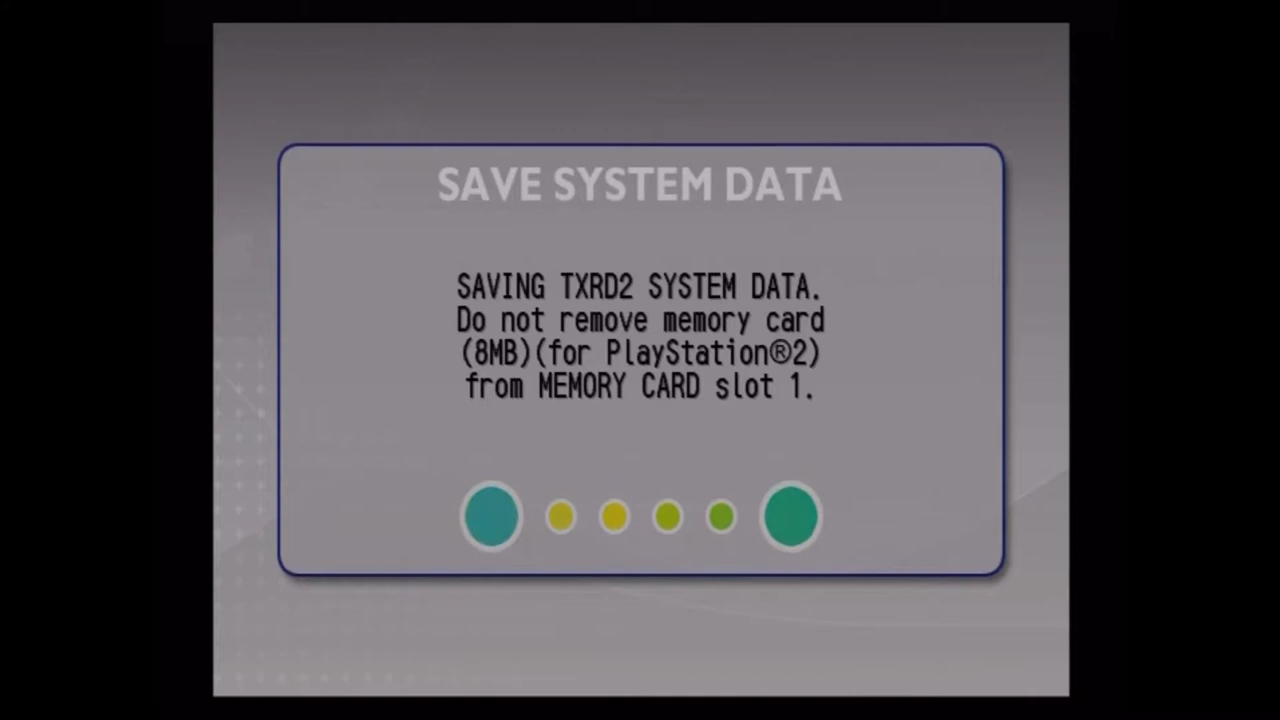 SAVE SYSTEM DATA
SAVING TXRD2 SYSTEM DATA.
Do not remove memory card
(8MB)(for PlayStation®2)
from MEMORY CARD slot 1.